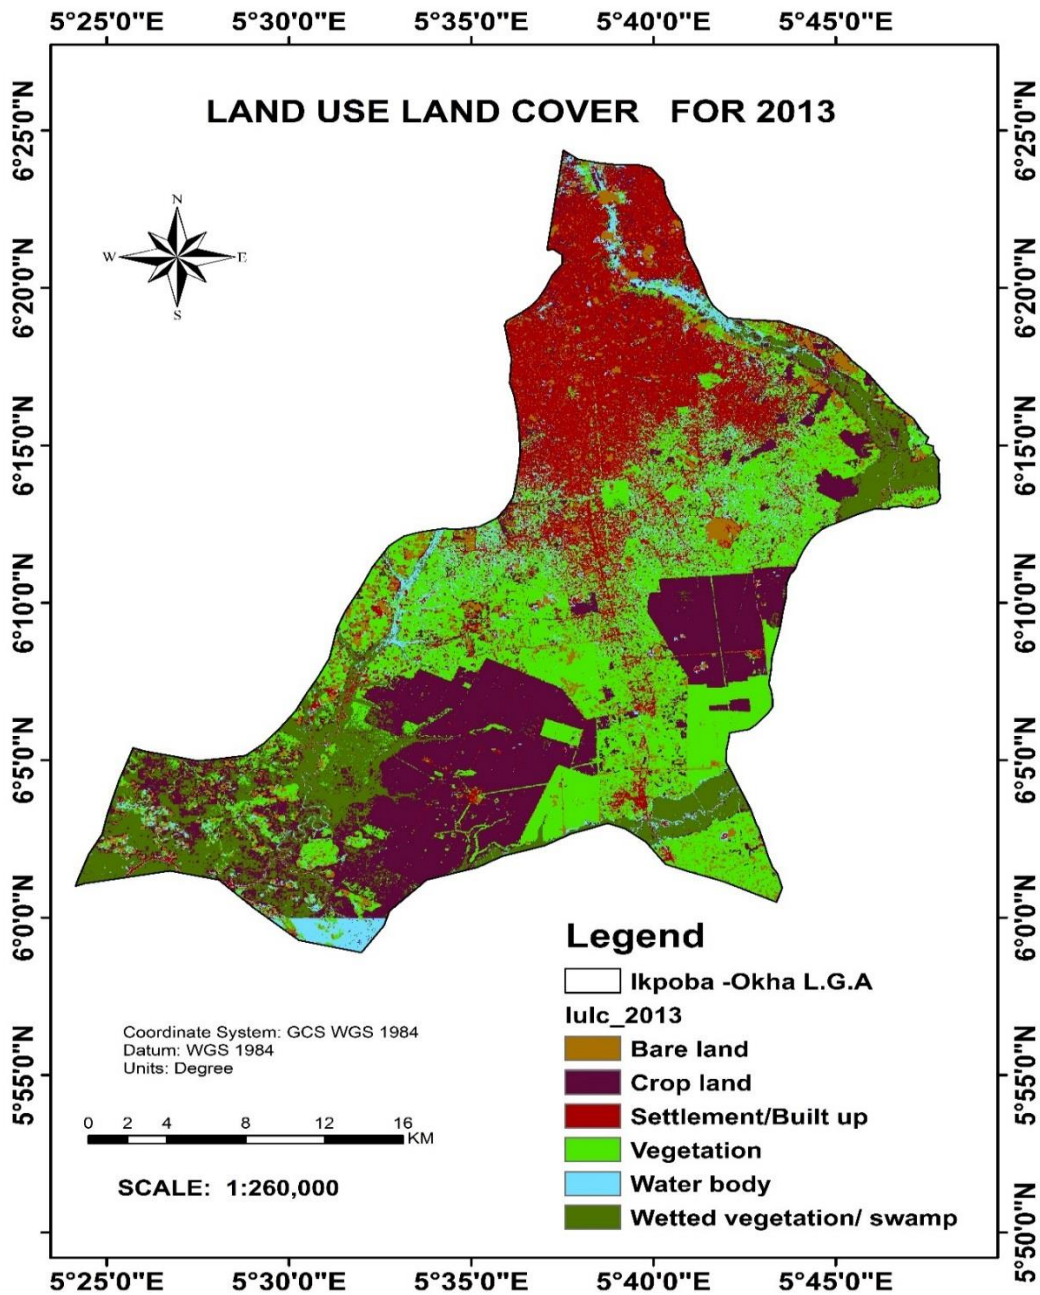 5°25'0"E 5°30'0"E 5°35'0"E 5°40'0"E 5°45'0"E
LAND USE LAND COVER FOR 2013
6°25'0"N 6°25'0"N
N
W E
S
6°20'0"N 6°20'0"N
6°15'0"N 6°15'0"N
6°10'0"N 6°10'0"N
6°5'0"N 6°5'0"N
6°0'0"N 6°0'0"N
Legend
Ikpoba -Okha L.G.A
lulc_2013
Bare land
Crop land
Settlement/Built up
Vegetation
Water body
Wetted vegetation/ swamp
Coordinate System: GCS WGS 1984
Datum: WGS 1984
Units: Degree
5°55'0"N 5°55'0"N
0 2 4 8 12 16
KM
SCALE: 1:260,000
5°50'0"N
5°25'0"E 5°30'0"E 5°35'0"E 5°40'0"E 5°45'0"E